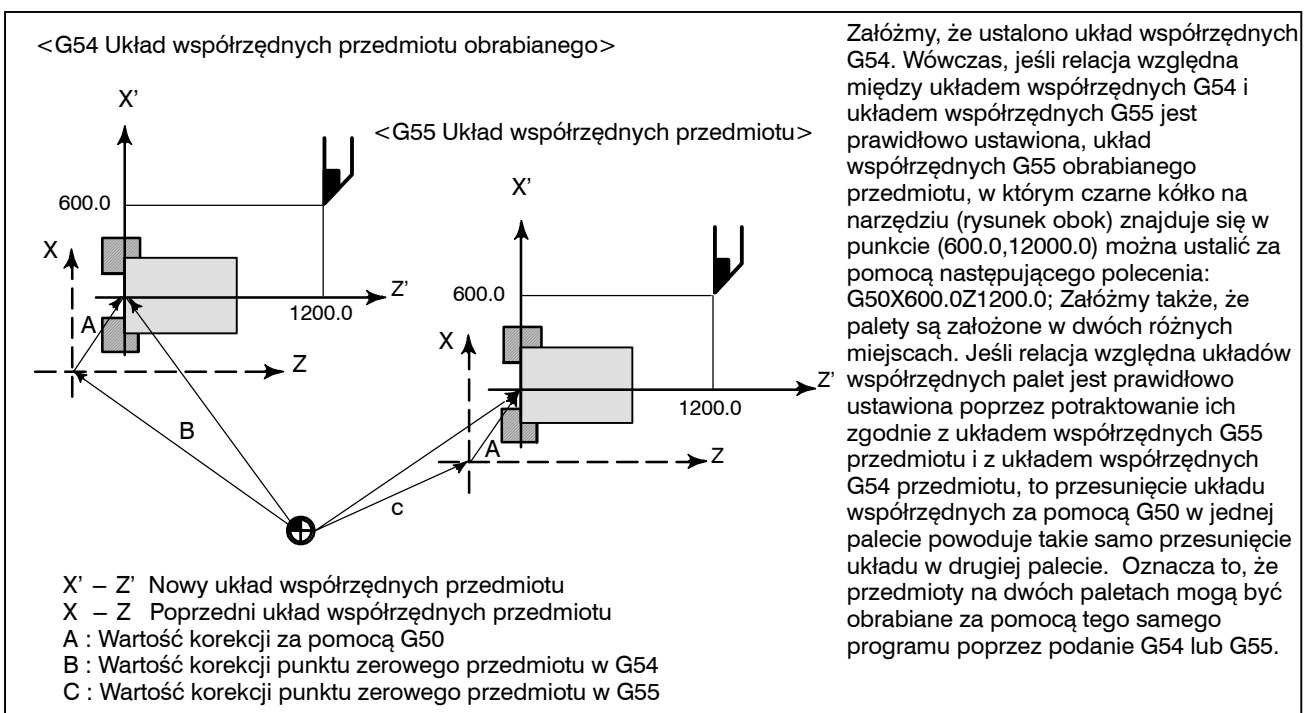 <G54 Układ współrzędnych przedmiotu obrabianego>
X'
<G55 Układ współrzędnych przedmiotu>
600.0
X
X'
Z'
1200.0
A
600.0
Z
X
B
Z'
1200.0
A
Z
c
X' – Z' Nowy układ współrzędnych przedmiotu
X – Z Poprzedni układ współrzędnych przedmiotu
A : Wartość korekcji za pomocą G50
B : Wartość korekcji punktu zerowego przedmiotu w G54
C : Wartość korekcji punktu zerowego przedmiotu w G55
Załóżmy, że ustalono układ współrzędnych
G54. Wówczas, jeśli relacja względna
między układem współrzędnych G54 i
układem współrzędnych G55 jest
prawidłowo ustawiona, układ
współrzędnych G55 obrabianego
przedmiotu, w którym czarne kółko na
narzędziu (rysunek obok) znajduje się w
punkcie (600.0,12000.0) można ustalić za
pomocą następującego polecenia:
G50X600.0Z1200.0; Załóżmy także, że
palety są założone w dwóch różnych
miejscach. Jeśli relacja względna układów
współrzędnych palet jest prawidłowo
ustawiona poprzez potraktowanie ich
zgodnie z układem współrzędnych G55
przedmiotu i z układem współrzędnych
G54 przedmiotu, to przesunięcie układu
współrzędnych za pomocą G50 w jednej
palecie powoduje takie samo przesunięcie
układu w drugiej palecie. Oznacza to, że
przedmioty na dwóch paletach mogą być
obrabiane za pomocą tego samego
programu poprzez podanie G54 lub G55.